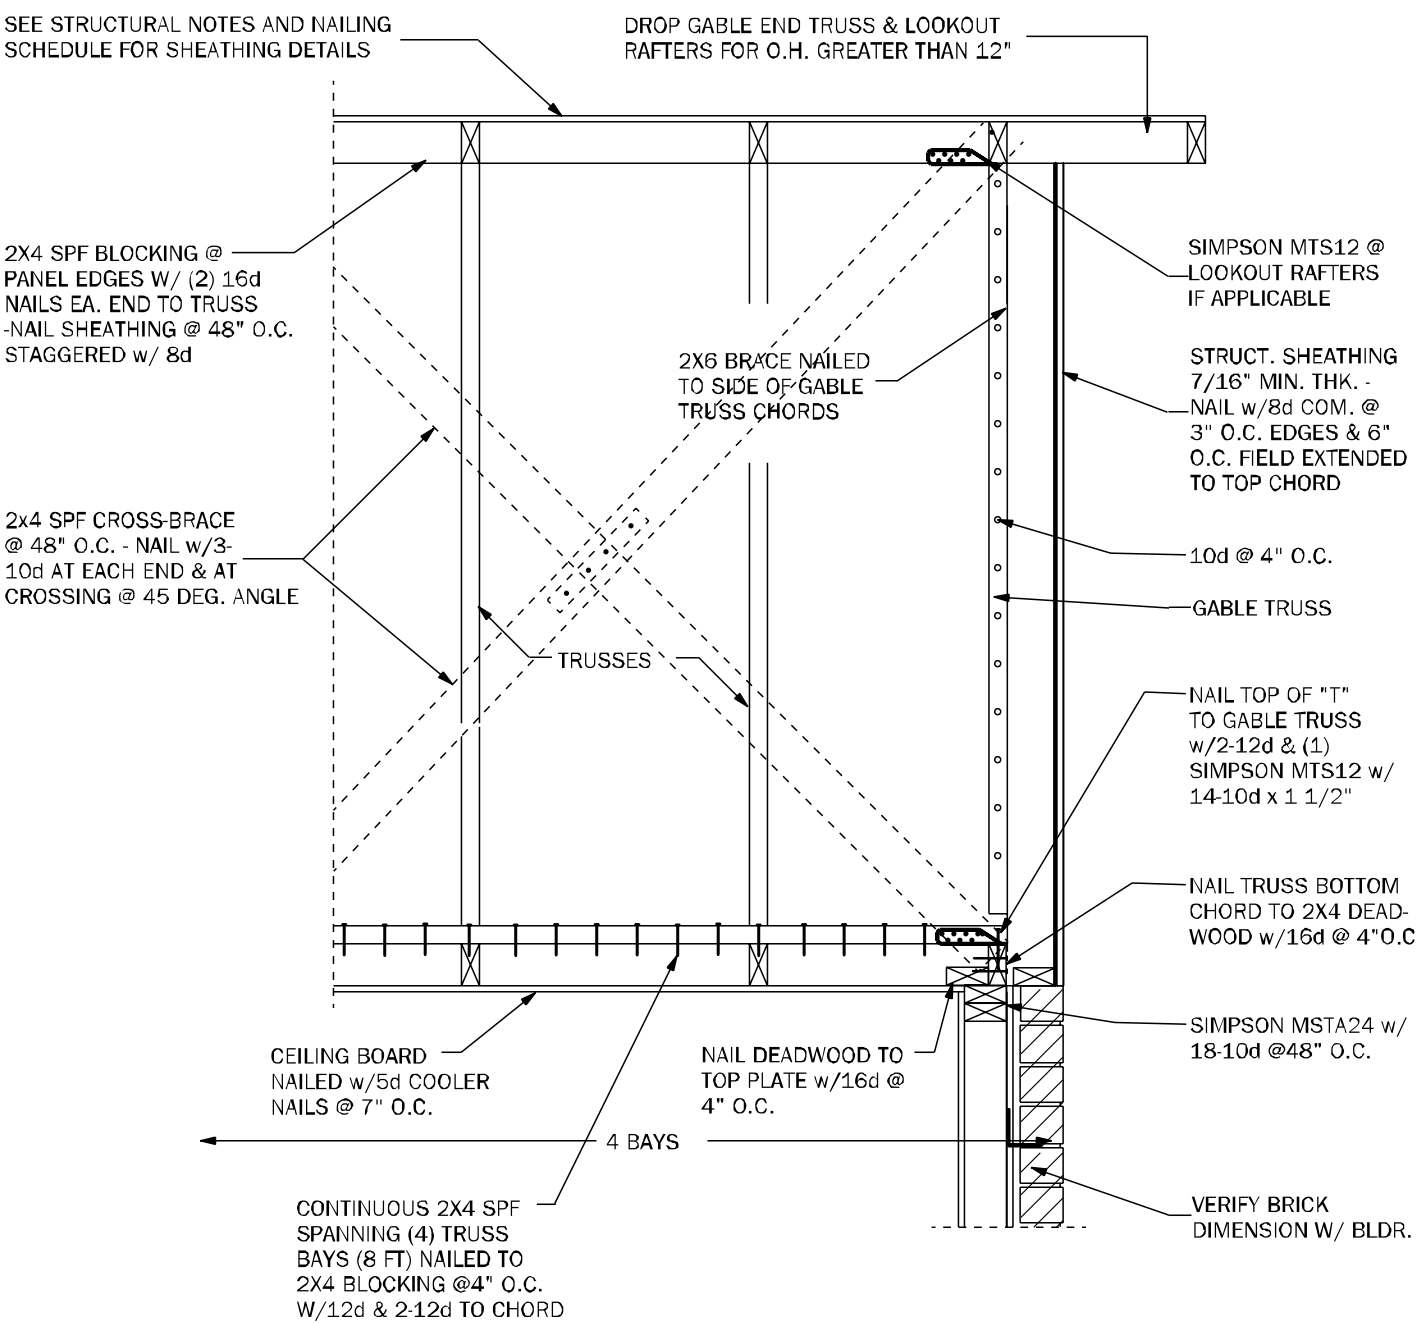 SEE STRUCTURAL NOTES AND NAILING
SCHEDULE FOR SHEATHING DETAILS
DROP GABLE END TRUSS & LOOKOUT
RAFTERS FOR O.H. GREATER THAN 12"
2X4 SPF BLOCKING @
PANEL EDGES W/ (2) 16d
NAILS EA. END TO TRUSS
-NAIL SHEATHING @ 48" O.C.
STAGGERED w/ 8d
SIMPSON MTS12 @
LOOKOUT RAFTERS
IF APPLICABLE
2X6 BRACE NAILED
TO SIDE OF GABLE
TRUSS CHORDS
STRUCT. SHEATHING
7/16" MIN. THK. -
NAIL w/8d COM. @
3" O.C. EDGES & 6"
O.C. FIELD EXTENDED
TO TOP CHORD
2x4 SPF CROSS-BRACE
@ 48" O.C. - NAIL w/3-
10d AT EACH END & AT
CROSSING @ 45 DEG. ANGLE
10d @ 4" O.C.
GABLE TRUSS
TRUSSES
NAIL TOP OF "T"
TO GABLE TRUSS
w/2-12d & (1)
SIMPSON MTS12 w/
14-10d x 1 1/2"
NAIL TRUSS BOTTOM
CHORD TO 2X4 DEAD-
WOOD w/16d @ 4"O.C
SIMPSON MSTA24 w/
18-10d @48" O.C.
CEILING BOARD
NAILED w/5d COOLER
NAILS @ 7" O.C.
NAIL DEADWOOD TO
TOP PLATE w/16d @
4" O.C.
4 BAYS
CONTINUOUS 2X4 SPF
SPANNING (4) TRUSS
BAYS (8 FT) NAILED TO
2X4 BLOCKING @4" O.C.
W/12d & 2-12d TO CHORD
VERIFY BRICK
DIMENSION W/ BLDR.